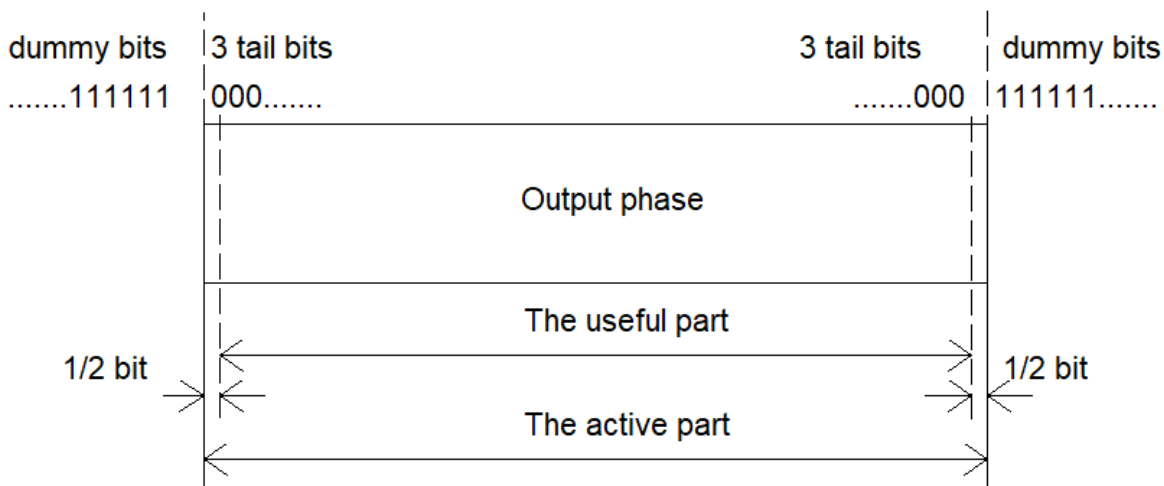 dummy bits 3 tail bits 3 tail bits dummy bits
.......111111 000....... .......000 111111.......
Output phase
The useful part
1/2 bit 1/2 bit
The active part